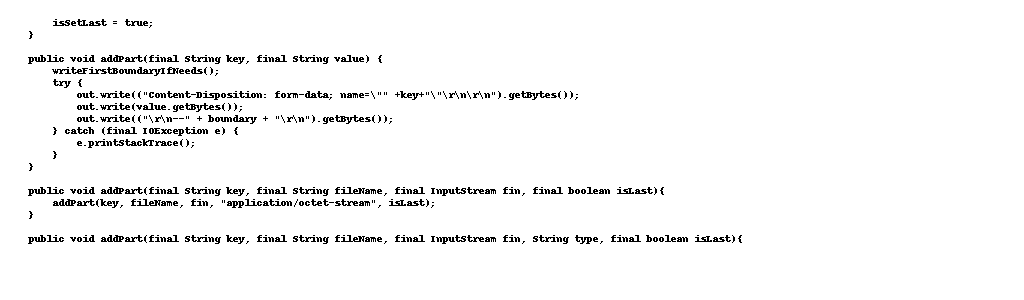 isSetLast = true;
}
public void addPart(final String key, final String value) {
writeFirstBoundaryIfNeeds();
try {
out.write(("Content-Disposition: form-data; name=\"" +key+"\"\r\n\r\n").getBytes());
out.write(value.getBytes());
out.write(("\r\n--" + boundary + "\r\n").getBytes());
} catch (final IOException e) {
e.printStackTrace();
}
}
public void addPart(final String key, final String fileName, final InputStream fin, final boolean isLast){
addPart(key, fileName, fin, "application/octet-stream", isLast);
}
public void addPart(final String key, final String fileName, final InputStream fin, String type, final boolean isLast){